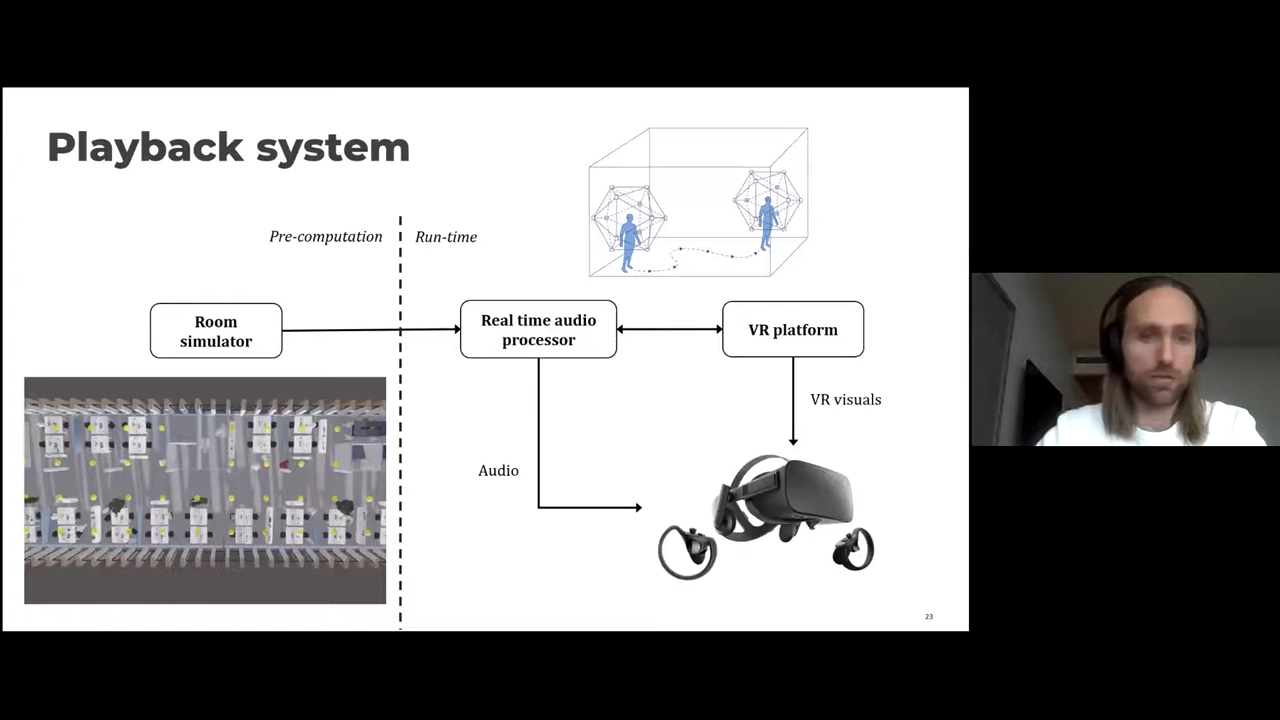 Playback system
Pre-computation
Run-time
Room
simulator
Real time audio
processor
VR platform
VR visuals
Audio
23